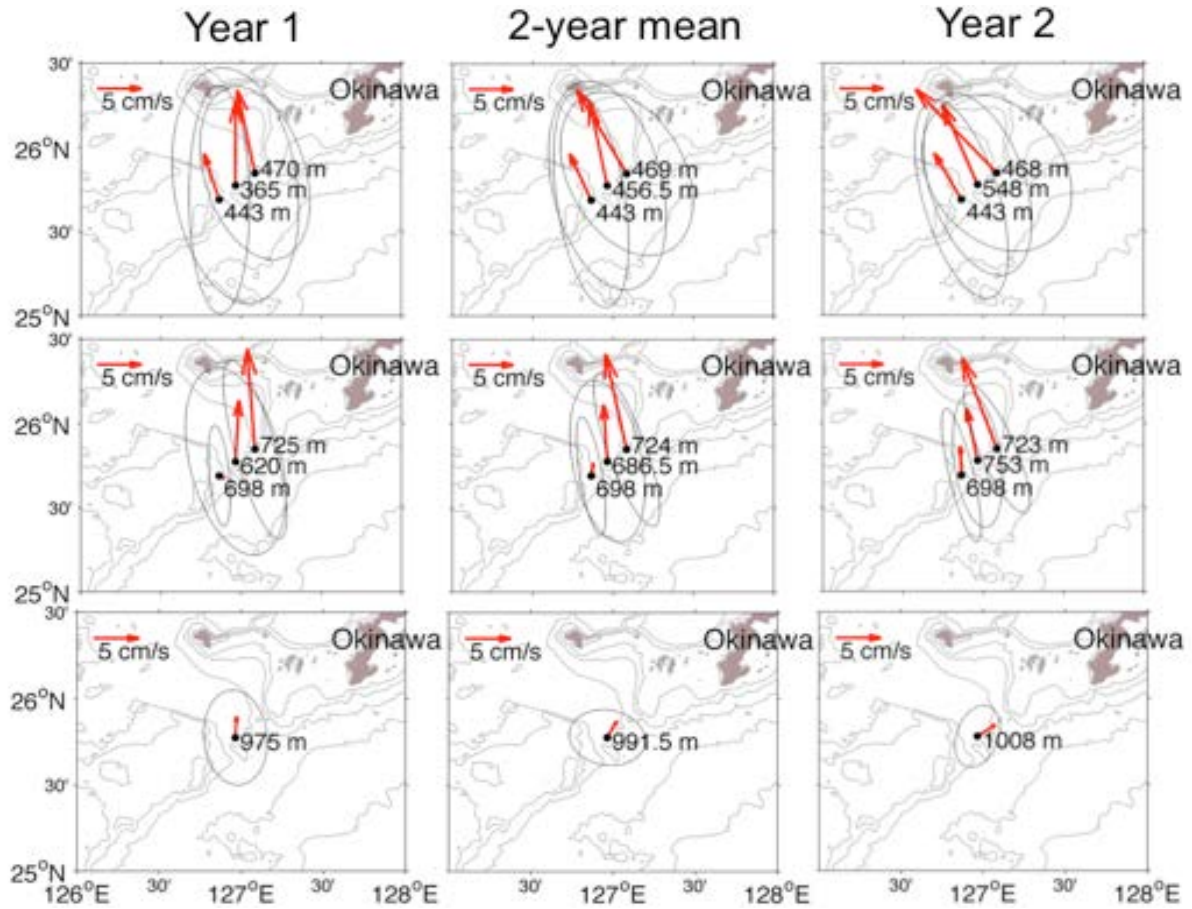 Year 1
2-year mean
Year 2
30'
Okinawa
5 cm/s
26°N
470 m
365 m
443 m
30'
25°N
Okinawa
5 cm/s
469 m
456.5 m
443 m
Okinawa
5 cm/s
468 m
548 m
443 m
30'
Okinawa
5 cm/s
26°N
725 m
620 m
698 m
30'
25°N
Okinawa
5 cm/s
724 m
686.5 m
698 m
Okinawa
5 cm/s
723 m
753 m
698 m
30'
Okinawa
5 cm/s
26°N
975 m
30'
25°N
Okinawa
5 cm/s
991.5 m
Okinawa
5 cm/s
1008 m
126°E 30' 127°E 30' 128°E
30' 127°E 30' 128°E
30' 127°E 30' 128°E